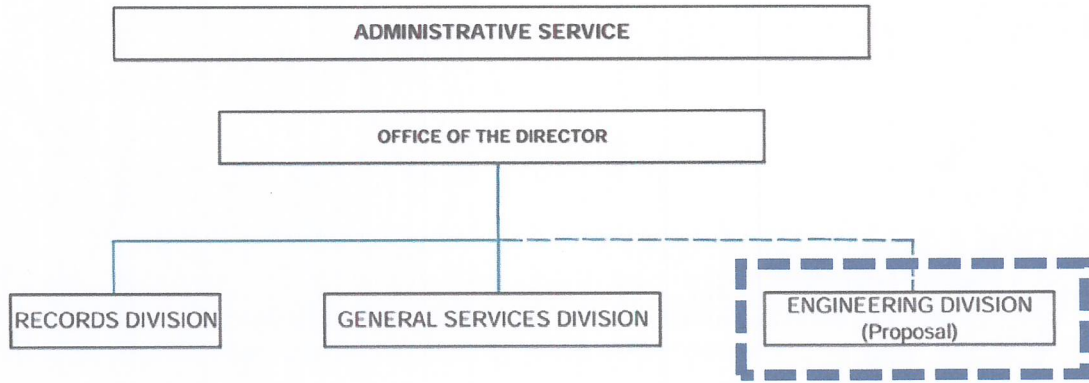 ADMINISTRATIVE SERVICE
OFFICE OF THE DIRECTOR
RECORDS DIVISION
GENERAL SERVICES DIVISION
ENGINEERING DIVISION
(Proposal)